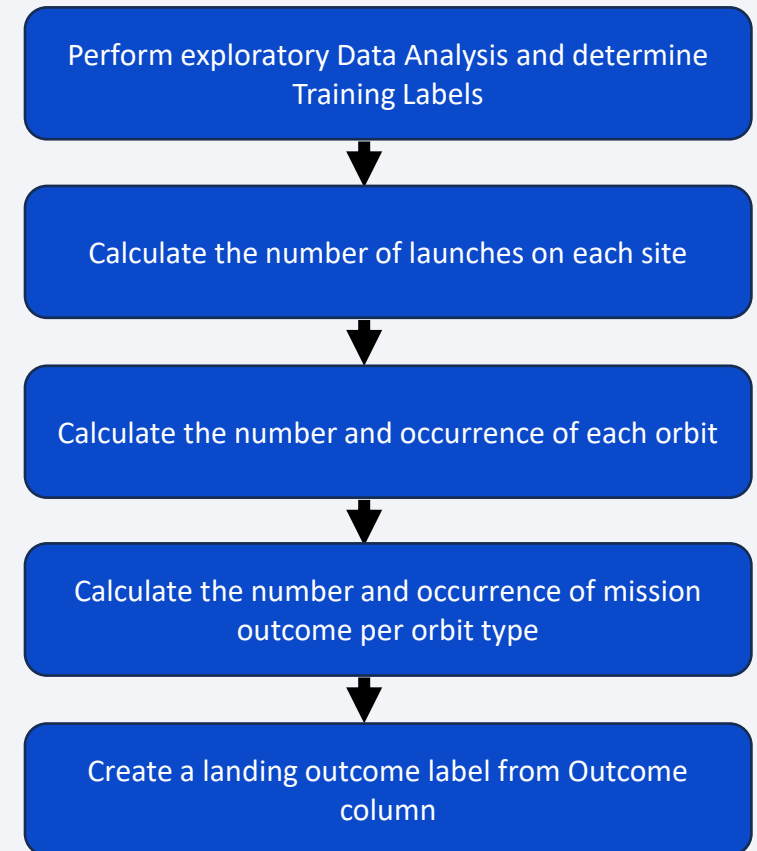 Perform exploratory Data Analysis and determine
Training Labels
Calculate the number of launches on each site
Calculate the number and occurrence of each orbit
Calculate the number and occurrence of mission
outcome per orbit type
Create a landing outcome label from Outcome
column